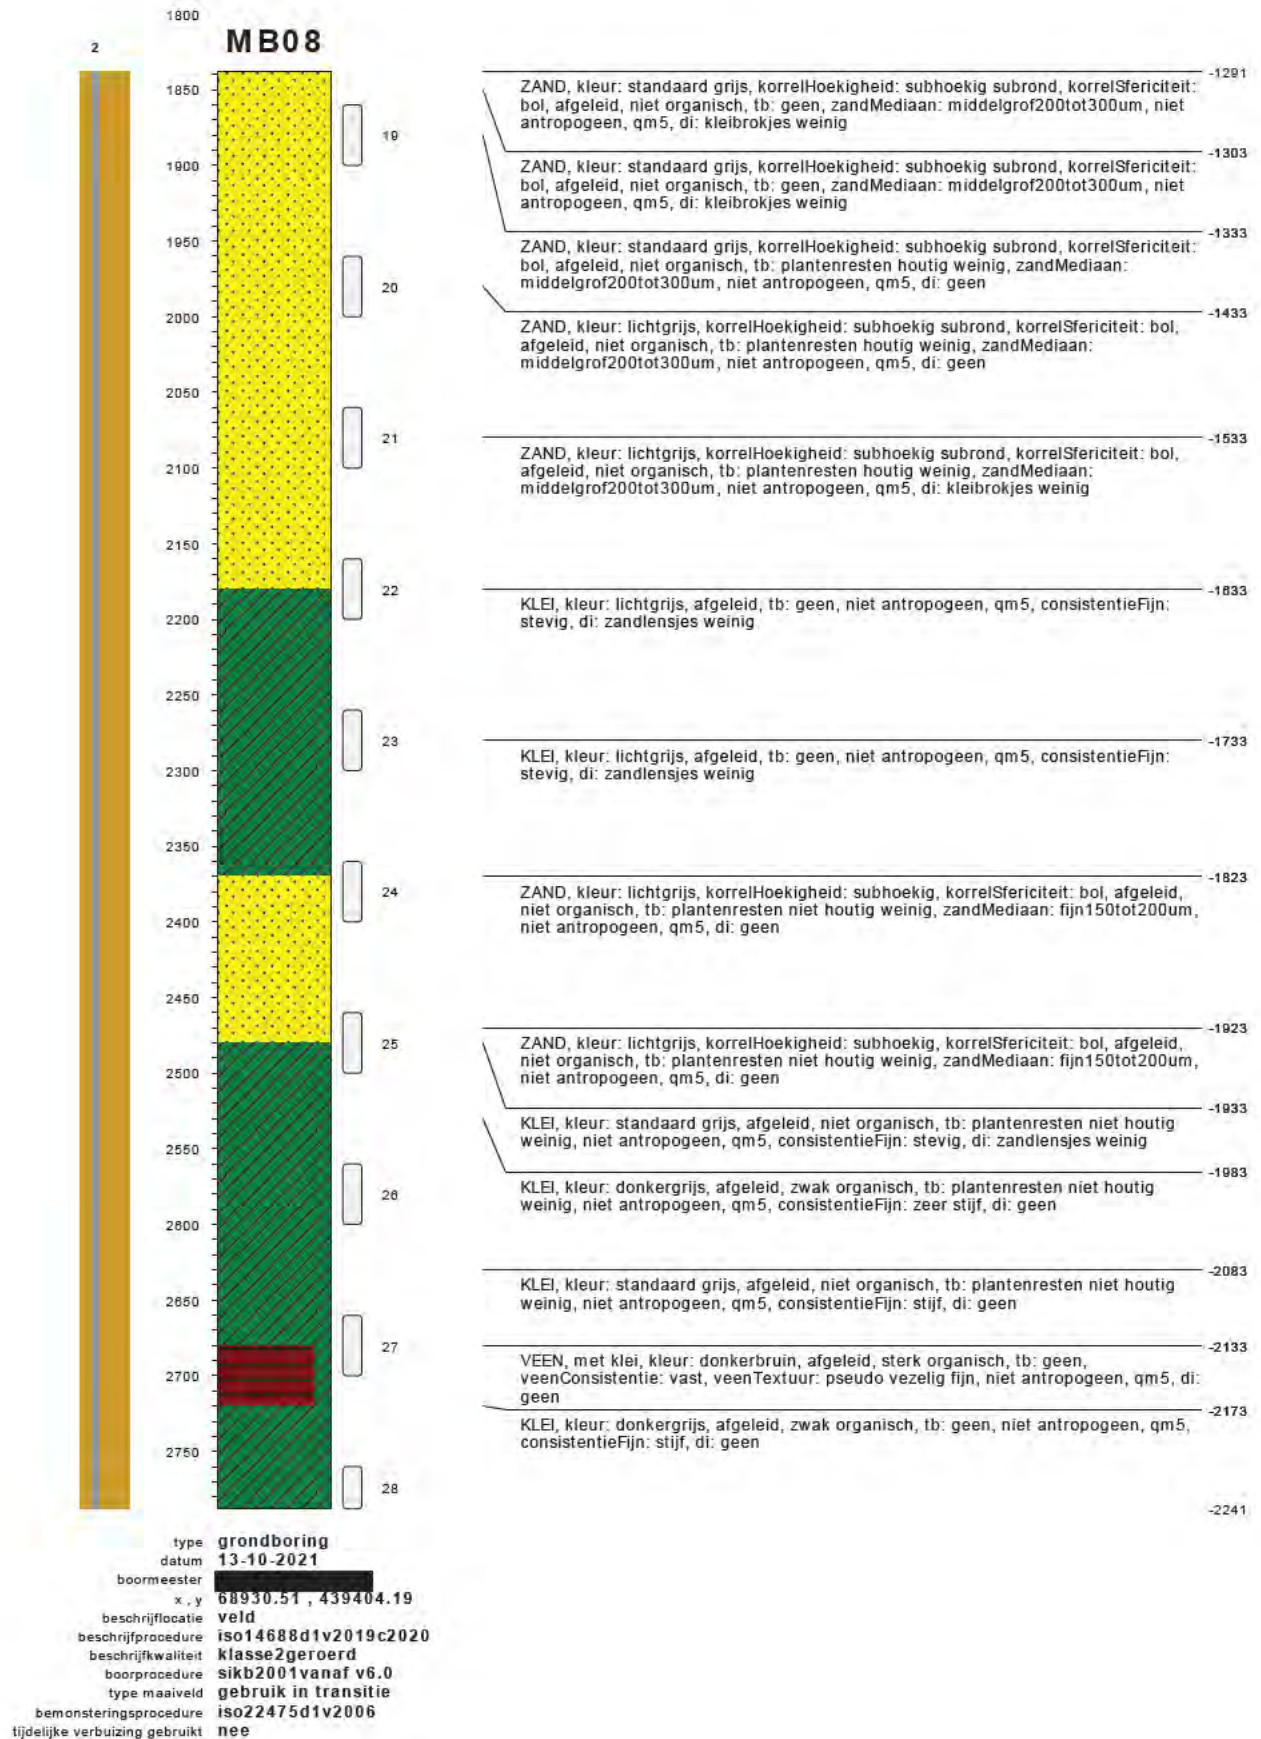 1800
2
MB08
1850
1900
1950
2000
2050
2100
2150
2200
2250
2300
2350
2400
2450
2500
2550
2600
2650
2700
2750
19
20
21
22
23
24
25
26
27
28
-1291
ZAND, kleur: standaard grijs, korrelHoekigheid: subhoekig subrond, korrelSfericiteit:
bol, afgeleid, niet organisch, tb: geen, zandMediaan: middelgrof200tot300um, niet
antropogeen, qm5, di: kleibrokjes weinig
-1303
ZAND, kleur: standaard grijs, korrelHoekigheid: subhoekig subrond, korrelSfericiteit:
bol, afgeleid, niet organisch, tb: geen, zandMediaan: middelgrof200tot300um, niet
antropogeen, qm5, di: kleibrokjes weinig
-1333
ZAND, kleur: standaard grijs, korrelHoekigheid: subhoekig subrond, korrelSfericiteit:
bol, afgeleid, niet organisch, tb: plantenresten houtig weinig, zandMediaan:
middelgrof200tot300um, niet antropogeen, qm5, di: geen
-1433
ZAND, kleur: lichtgrijs, korrelHoekigheid: subhoekig subrond, korrelSfericiteit: bol,
afgeleid, niet organisch, tb: plantenresten houtig weinig, zandMediaan:
middelgrof200tot300um, niet antropogeen, qm5, di: geen
-1533
ZAND, kleur: lichtgrijs, korrelHoekigheid: subhoekig subrond, korrelSfericiteit: bol,
afgeleid, niet organisch, tb: plantenresten houtig weinig, zandMediaan:
middelgrof200tot300um, niet antropogeen, qm5, di: kleibrokjes weinig
-1633
KLEI, kleur: lichtgrijs, afgeleid, tb: geen, niet antropogeen, qm5, consistentieFijn:
stevig, di: zandlensjes weinig
-1733
KLEI, kleur: lichtgrijs, afgeleid, tb: geen, niet antropogeen, qm5, consistentieFijn:
stevig, di: zandlensjes weinig
-1823
ZAND, kleur: lichtgrijs, korrelHoekigheid: subhoekig, korrelSfericiteit: bol, afgeleid,
niet organisch, tb: plantenresten niet houtig weinig, zandMediaan: fijn150tot200um,
niet antropogeen, qm5, di: geen
-1923
ZAND, kleur: lichtgrijs, korrelHoekigheid: subhoekig, korrelSfericiteit: bol, afgeleid,
niet organisch, tb: plantenresten niet houtig weinig, zandMediaan: fijn150tot200um,
niet antropogeen, qm5, di: geen
-1933
KLEI, kleur: standaard grijs, afgeleid, niet organisch, tb: plantenresten niet houtig
weinig, niet antropogeen, qm5, consistentieFijn: stevig, di: zandlensjes weinig
-1983
KLEI, kleur: donkergrijs, afgeleid, zwak organisch, tb: plantenresten niet houtig
weinig, niet antropogeen, qm5, consistentieFijn: zeer stijf, di: geen
-2083
KLEI, kleur: standaard grijs, afgeleid, niet organisch, tb: plantenresten niet houtig
weinig, niet antropogeen, qm5, consistentieFijn: stijf, di: geen
-2133
VEEN, met klei, kleur: donkerbruin, afgeleid, sterk organisch, tb: geen,
veenConsistentie: vast, veenTextuur: pseudo vezelig fijn, niet antropogeen, qm5, di:
geen
-2173
KLEI, kleur: donkergrijs, afgeleid, zwak organisch, tb: geen, niet antropogeen, qm5,
consistentieFijn: stijf, di: geen
-2241
type grondboring
datum 13-10-2021
boormeester
x , y 68930.51 , 439404.19
beschrijflocatie veld
beschrijfprocedure iso14688d1v2019c2020
beschrijfkwaliteit klasse2geroerd
boorprocedure sikb2001vanaf v6.0
type maaiveld gebruik in transitie
bemonsteringsprocedure iso22475d1v2006
tijdelijke verbuizing gebruikt nee